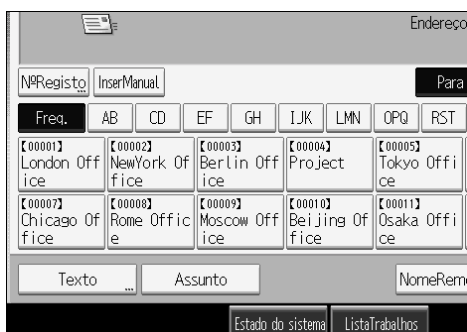 Endereço
NºRegisto InserManual Para
Freq. AB CD EF GH IJK LMN OPQ RST
【00001】 【00002】 【00003】 【00004】 【00005】
London Off NewYork Of Berlin Off Project Tokyo Offi
ice fice ice ce
【00007】 【00008】 【00009】 【00010】 【00011】
Chicago Of Rome Offic Moscow Off Beijing Of Osaka Offi
fice e ice fice ce
Texto Assunto NomeReme
Estado do sistema ListaTrabalhos